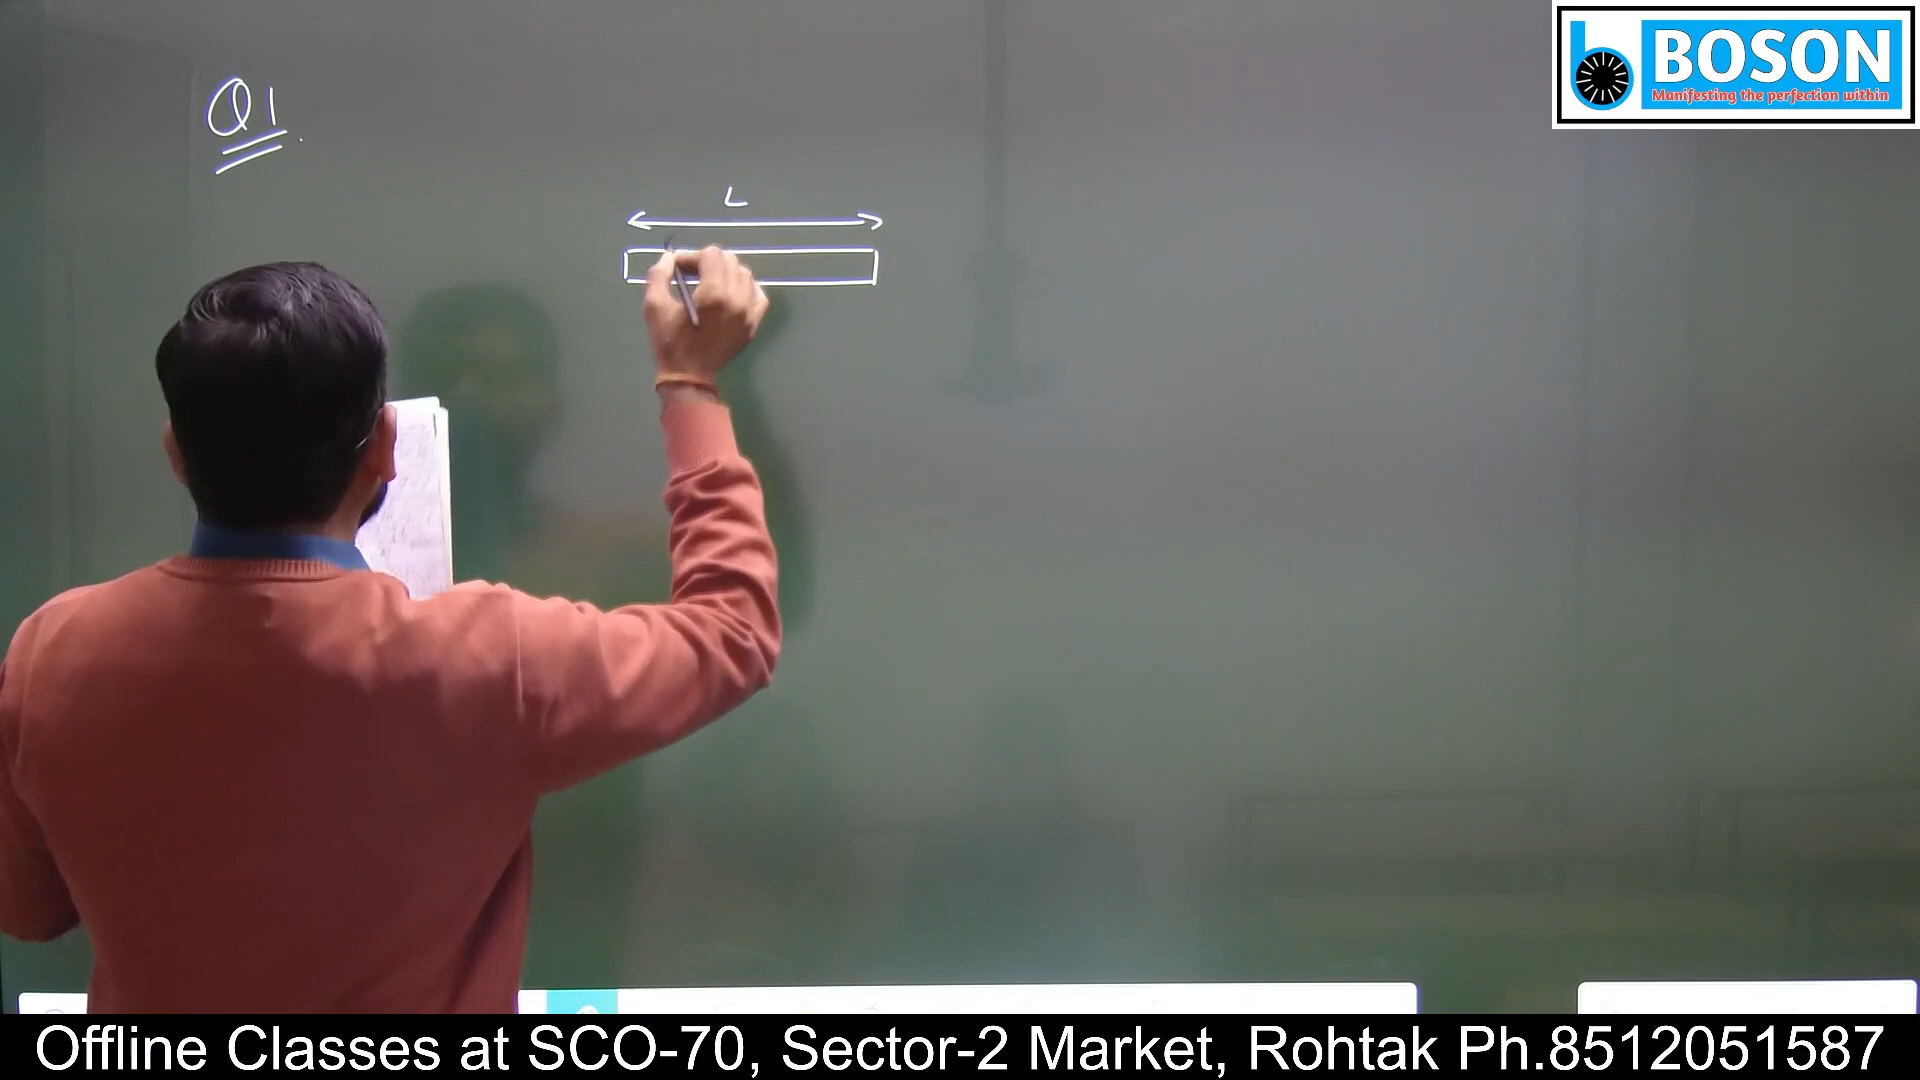 Q1.
L
BOSON
Manifesting the perfection within
Offline Classes at SCO-70, Sector-2 Market, Rohtak Ph.8512051587